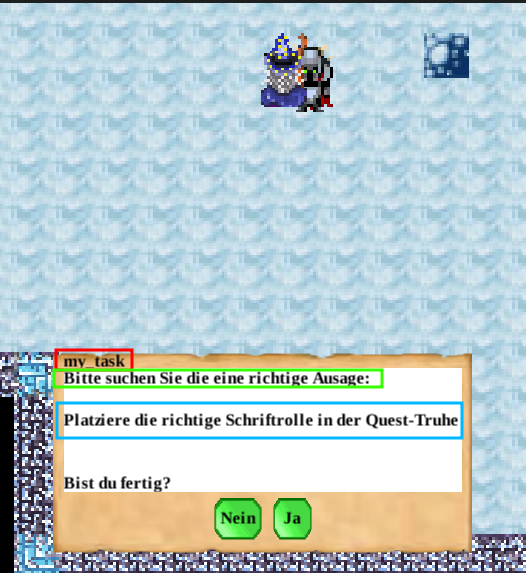 my_task
Bitte suchen Sie die eine richtige Ausage:
Platziere die richtige Schriftrolle in der Quest-Truhe
Bist du fertig?
Nein Ja